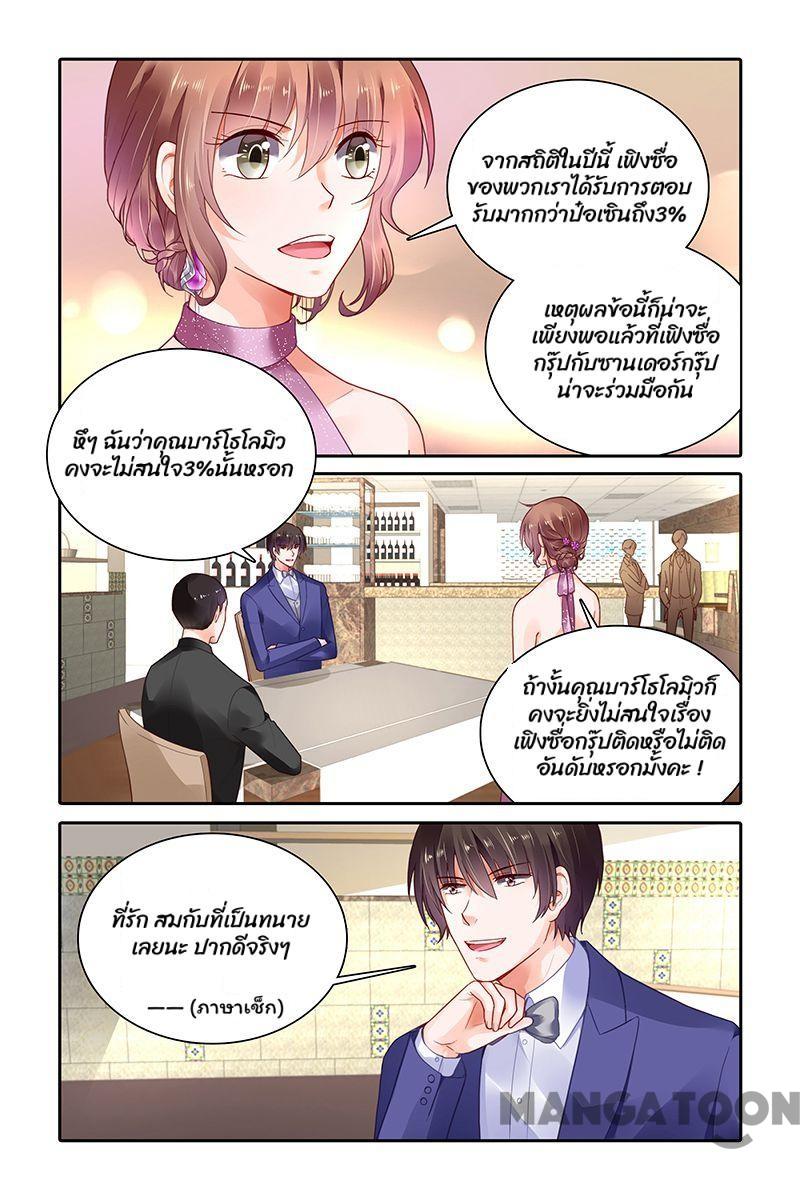 จากสถิติในปีนี้ เฟิงซื่อ
ของพวกเราได้รับการตอบ
รับมากกว่าป๋อเซินถึง3%
เหตุผลข้อนี้ก็น่าจะ
เพียงพอแล้วที่เฟิงซื่อ
กรุ๊ปกับซานเดอร์กรุ๊ป
น่าจะร่วมมือกัน
หึๆ ฉันว่าคุณบาร์โธโลมิว
คงจะไม่สนใจ3%นั้นหรอก
ถ้างั้นคุณบาร์โธโลมิวก็
คงจะยิ่งไม่สนใจเรื่อง
เฟิงซื่อกรุ๊ปติดหรือไม่ติด
อันดับหรอกมั้งคะ !
ที่รัก สมกับที่เป็นทนาย
เลยนะ ปากดีจริงๆ
—— (ภาษาเช็ก)
MANGATOON